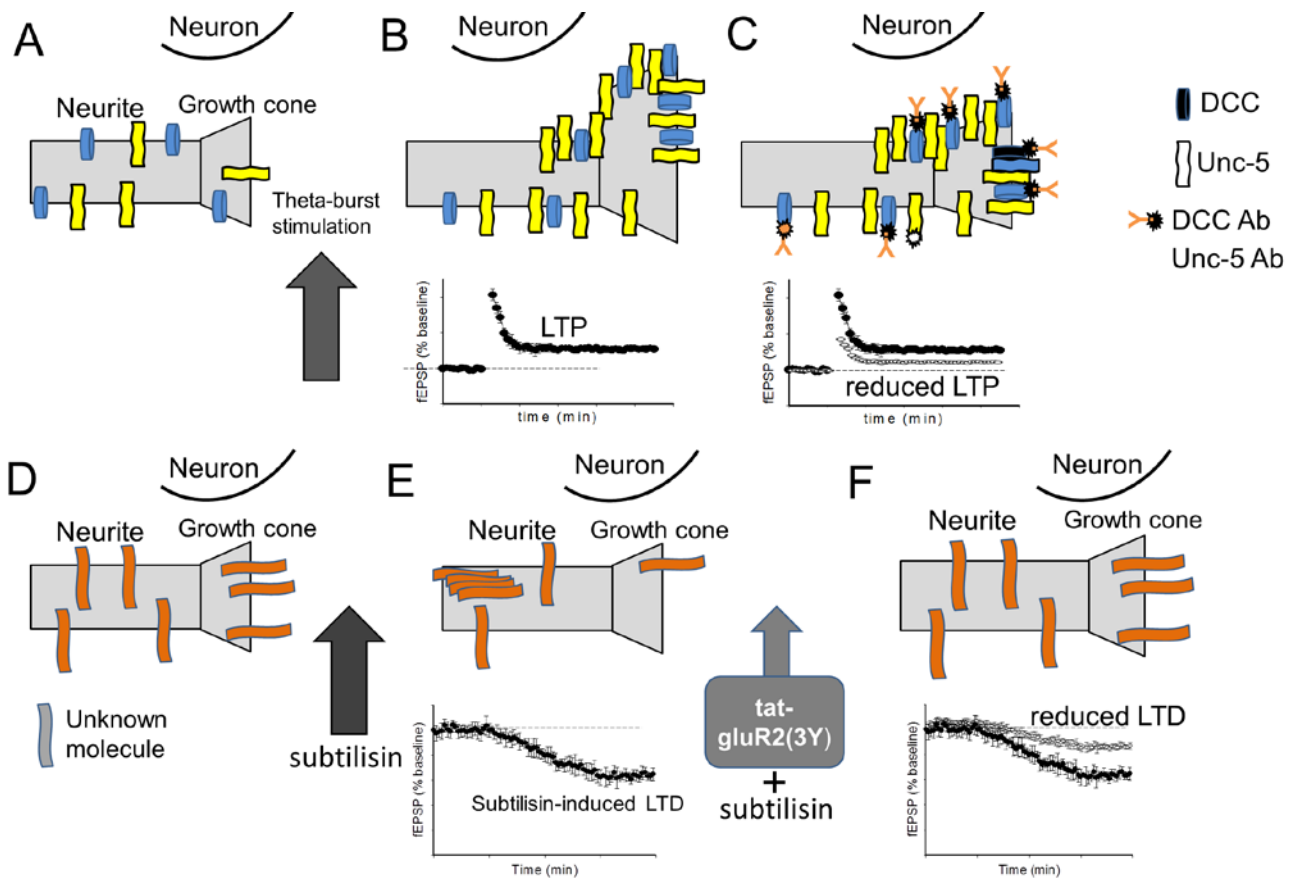 A
Neuron
Neurite
Growth cone
Theta-burst
stimulation
B
Neuron
fEPSP (% baseline)
LTP
time (min)
C
Neuron
fEPSP (% baseline)
reduced LTP
time (min)
DCC
Unc-5
DCC Ab
Unc-5 Ab
D
Neuron
Neurite
Growth cone
Unknown
molecule
subtilisin
E
Neuron
Neurite
Growth cone
fEPSP (% baseline)
Subtilisin-induced LTD
Time (min)
tat-
gluR2(3Y)
+
subtilisin
F
Neuron
Neurite
Growth cone
fEPSP (% baseline)
reduced LTD
Time (min)